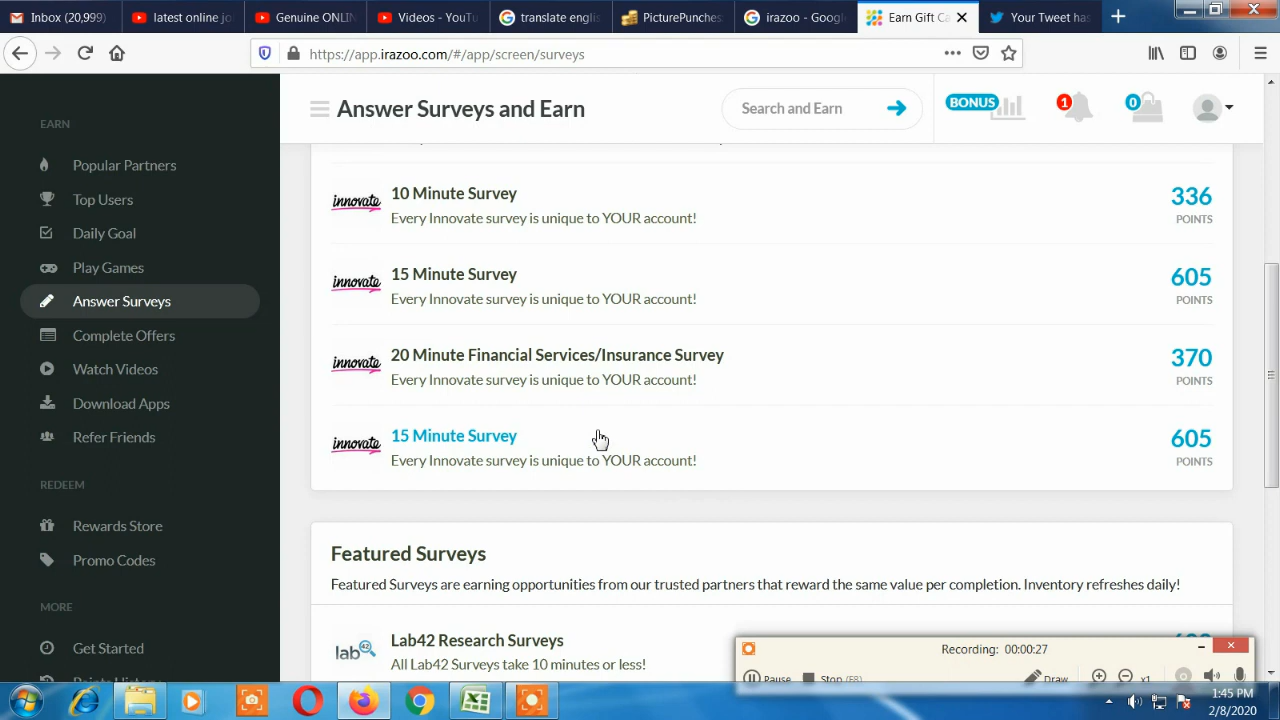 Inbox (20,999)
latest online jo
Genuine ONLI
Videos - YouTu
translate englis
PicturePunches
irazoo - Google
Earn Gift Ca
Your Tweet has
https://app.irazoo.com/#/app/screen/surveys
EARN
Popular Partners
Top Users
Daily Goal
Play Games
Answer Surveys
Complete Offers
Watch Videos
Download Apps
Refer Friends
REDEEM
Rewards Store
Promo Codes
MORE
Get Started
Answer Surveys and Earn
Search and Earn
BONUS
1
0
innovate
10 Minute Survey
Every Innovate survey is unique to YOUR account!
336
POINTS
innovate
15 Minute Survey
Every Innovate survey is unique to YOUR account!
605
POINTS
innovate
20 Minute Financial Services/Insurance Survey
Every Innovate survey is unique to YOUR account!
370
POINTS
innovate
15 Minute Survey
Every Innovate survey is unique to YOUR account!
605
POINTS
Featured Surveys
Featured Surveys are earning opportunities from our trusted partners that reward the same value per completion. Inventory refreshes daily!
lab42
Lab42 Research Surveys
All Lab42 Surveys take 10 minutes or less!
Recording: 00:00:27
Pause
Stop (F8)
Draw
x1
1:45 PM
2/8/2020